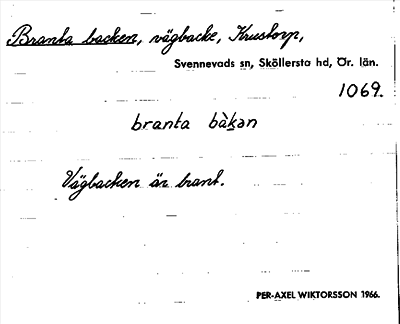 Branta backen, vägbacke, Krustorp,
Svennevads sn, Sköllersta hd, Ör. län.
1069.
branta bàkan
Vägbacken är brant.
PER-AXEL WIKTORSSON 1966.